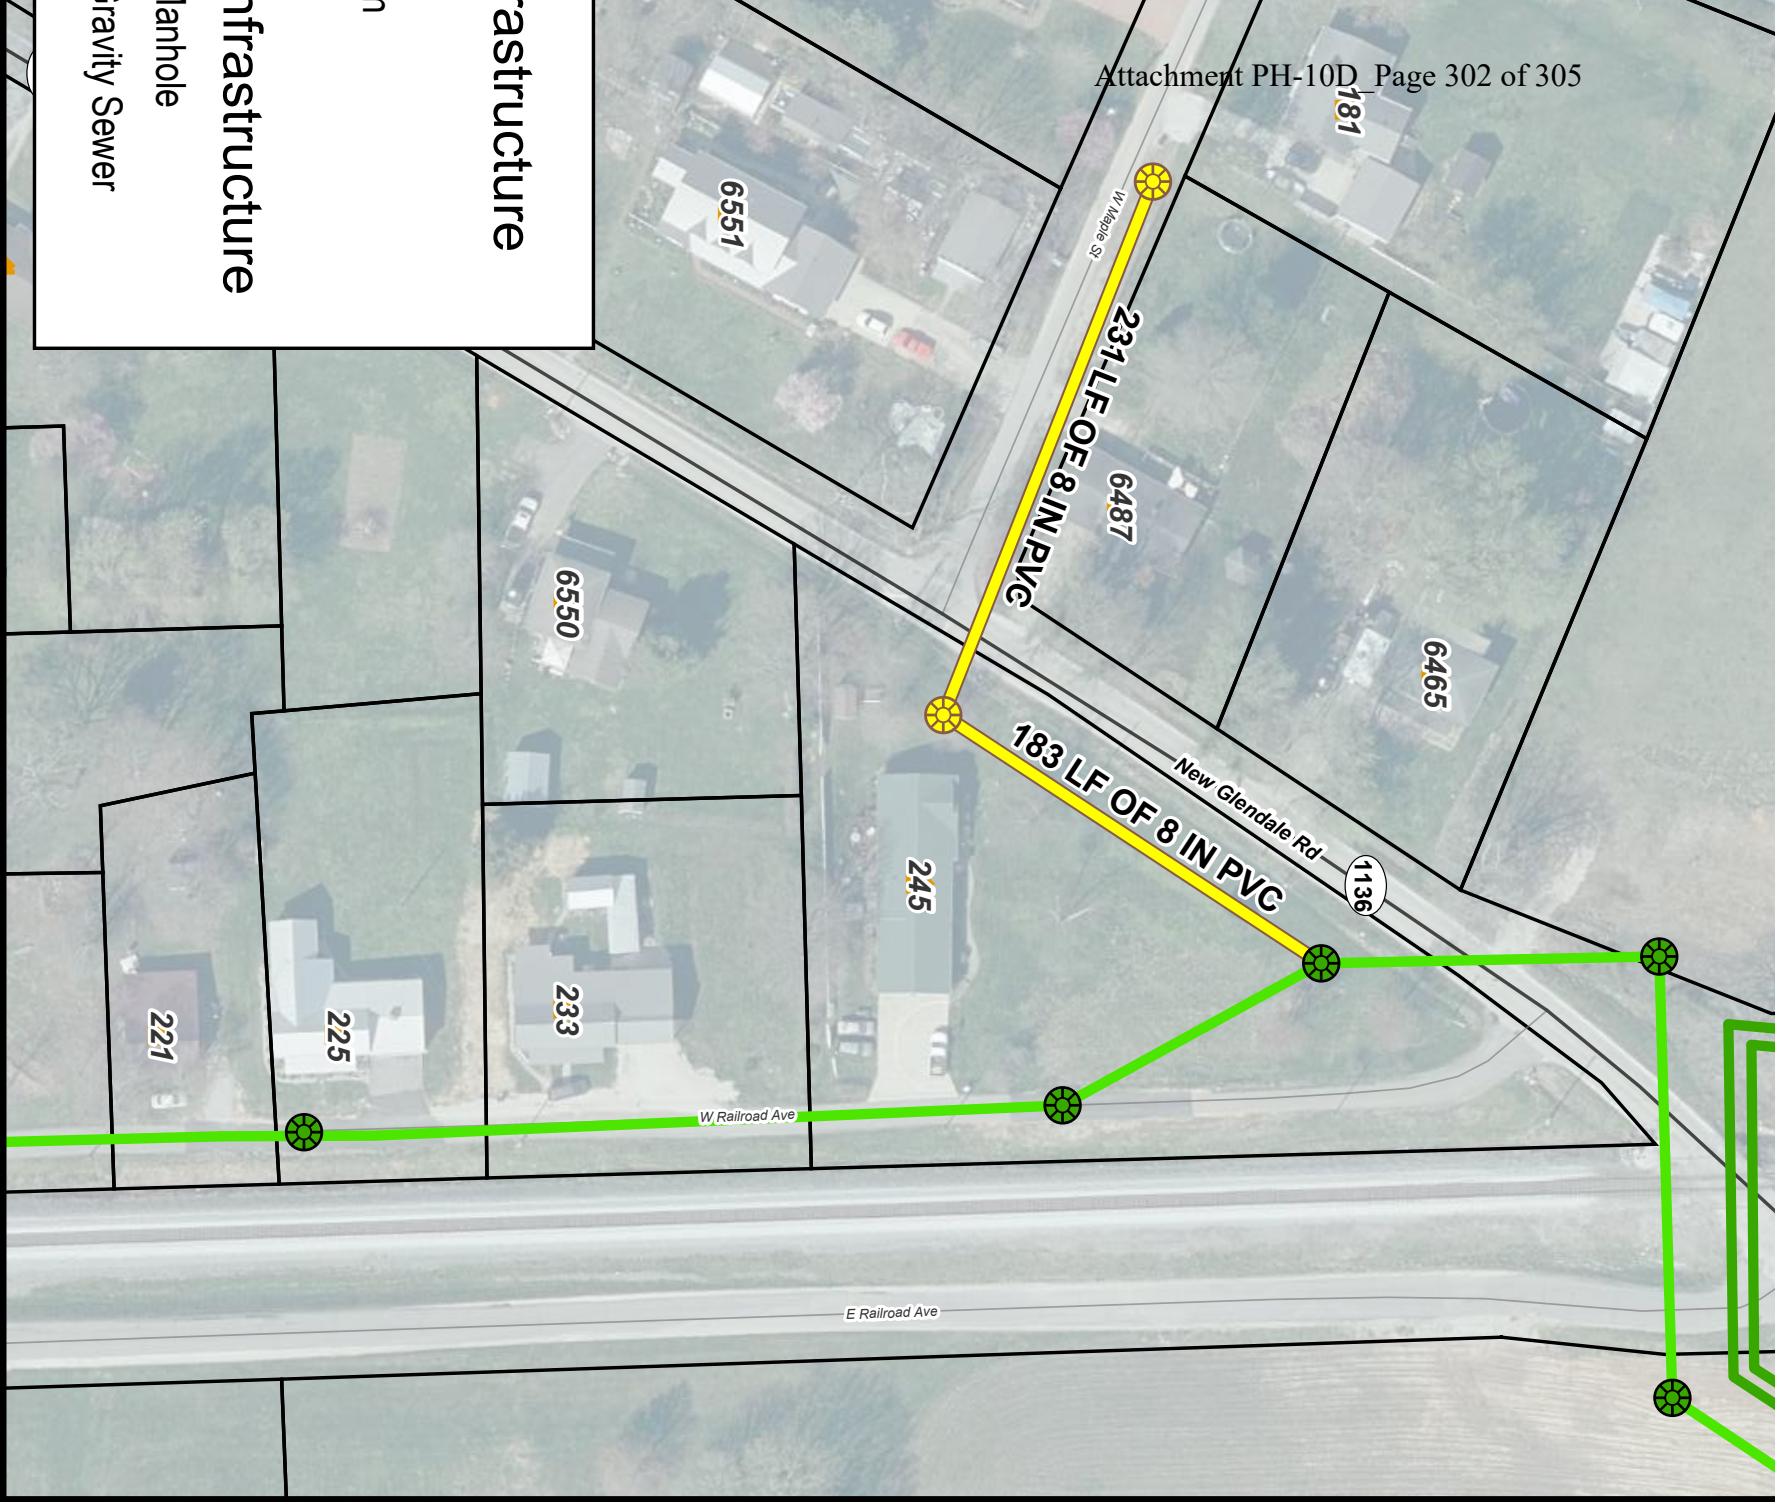 Attachment PH-10D_Page 302 of 305
rastructure
n
nfrastructure
lanhole
ravity Sewer
181
6551
W Maple St
231 LF OF 8 IN PVC
6487
6550
6465
183 LF OF 8 IN PVC
New Glendale Rd
1136
245
233
225
221
W Railroad Ave
E Railroad Ave